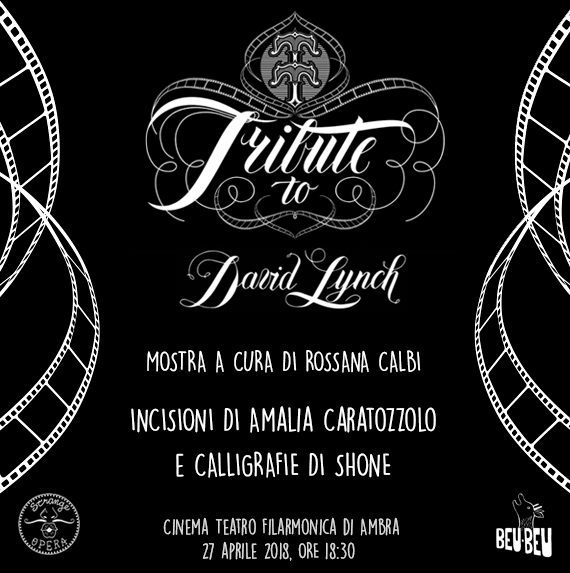 TT
Tribute
to
David Lynch
MOSTRA A CURA DI ROSSANA CALBI
INCISIONI DI AMALIA CARATOZZOLO
E CALLIGRAFIE DI SHONE
CINEMA TEATRO FILARMONICA DI AMBRA
27 APRILE 2018, ORE 18:30
Strange
OPERA
BEU·BEU